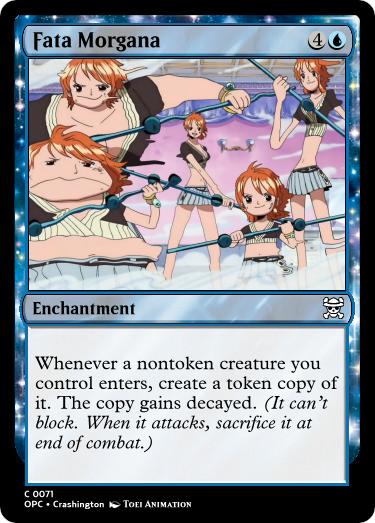 Fata Morgana 4
Enchantment
Whenever a nontoken creature you
control enters, create a token copy of
it. The copy gains decayed. (It can't
block. When it attacks, sacrifice it at
end of combat.)
C 0071
OPC • Crashington TOEI ANIMATION